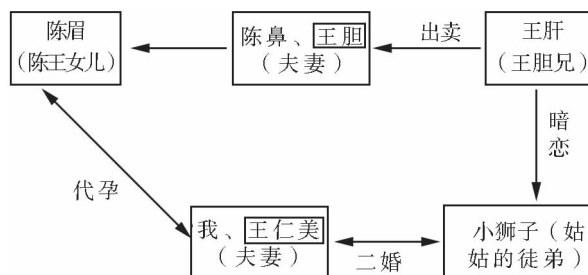 陈眉
（陈王女儿）
陈鼻、王胆
（夫妻）
出卖
王肝
（王胆兄）
暗
恋
代孕
我、王仁美
（夫妻）
二婚
小狮子（姑
姑的徒弟）